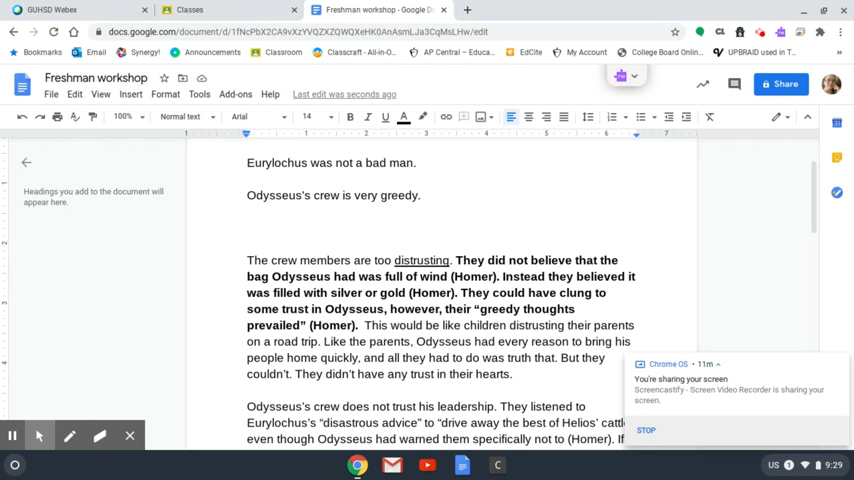 GUHSD Webex
Classes
Freshman workshop - Google D
docs.google.com/document/d/1fNcPbX2CA9vXzYVQZXZQWQXeHK0AnAsmLJa3CqMsLHw/edit
Bookmarks Email Synergy! Announcements Classroom Classcraft - All-in-O... AP Central – Educa... EdCite My Account College Board Onlin... UPBRAID used in T...
Freshman workshop
Share
File Edit View Insert Format Tools Add-ons Help Last edit was seconds ago
100% Normal text Arial 14 B I U A
1 1 2 3 4 5 6 7
Eurylochus was not a bad man.
Headings you add to the document will
appear here.
Odysseus's crew is very greedy.
The crew members are too distrusting. They did not believe that the
bag Odysseus had was full of wind (Homer). Instead they believed it
was filled with silver or gold (Homer). They could have clung to
some trust in Odysseus, however, their “greedy thoughts
prevailed” (Homer). This would be like children distrusting their parents
on a road trip. Like the parents, Odysseus had every reason to bring his
people home quickly, and all they had to do was truth that. But they
couldn't. They didn't have any trust in their hearts.
Odysseus's crew does not trust his leadership. They listened to
Eurylochus's “disastrous advice” to “drive away the best of Helios' cattl
even though Odysseus had warned them specifically not to (Homer). If
Chrome OS • 11m
You're sharing your screen
Screencastify - Screen Video Recorder is sharing your
screen.
STOP
C
US 1 9:29